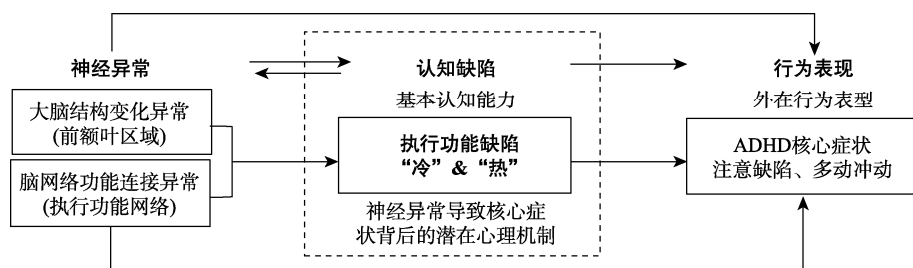 神经异常
大脑结构变化异常
(前额叶区域)
脑网络功能连接异常
(执行功能网络)
认知缺陷
基本认知能力
执行功能缺陷
“冷” & “热”
神经异常导致核心症
状背后的潜在心理机制
行为表现
外在行为表型
ADHD核心症状
注意缺陷、多动冲动